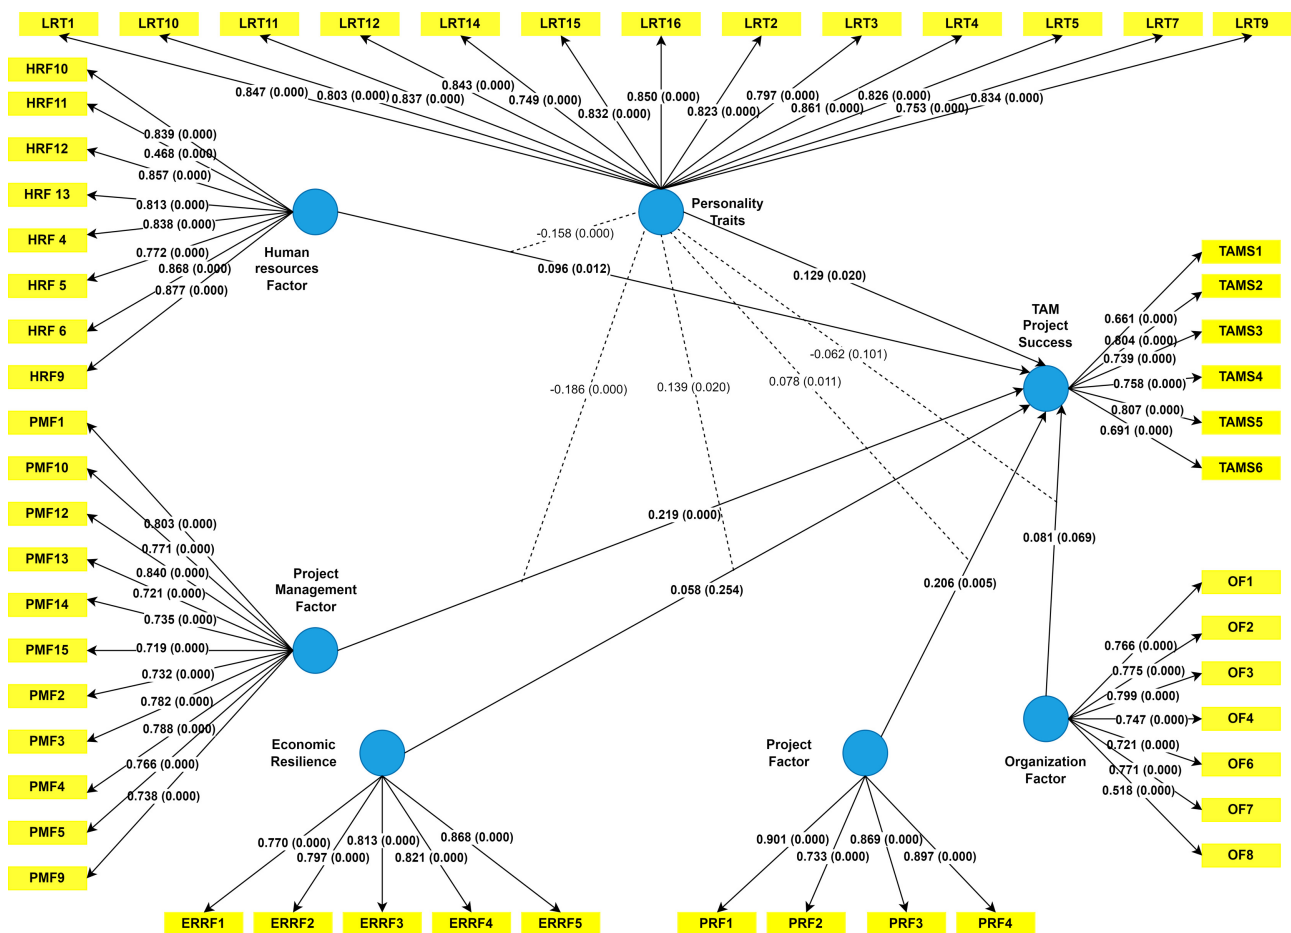 LRT1
LRT10
LRT11
LRT12
LRT14
LRT15
LRT16
LRT2
LRT3
LRT4
LRT5
LRT7
LRT9
0.847 (0.000)
0.803 (0.000)
0.837 (0.000)
0.843 (0.000)
0.749 (0.000)
0.832 (0.000)
0.850 (0.000)
0.823 (0.000)
0.797 (0.000)
0.861 (0.000)
0.826 (0.000)
0.753 (0.000)
0.834 (0.000)
HRF10
HRF11
HRF12
HRF 13
HRF 4
HRF 5
HRF 6
HRF9
0.839 (0.000)
0.468 (0.000)
0.857 (0.000)
0.813 (0.000)
0.838 (0.000)
0.772 (0.000)
0.868 (0.000)
0.877 (0.000)
Human
resources
Factor
Personality
Traits
-0.158 (0.000)
0.096 (0.012)
0.129 (0.020)
-0.062 (0.101)
0.078 (0.011)
0.139 (0.020)
-0.186 (0.000)
TAM
Project
Success
TAMS1
TAMS2
TAMS3
TAMS4
TAMS5
TAMS6
0.661 (0.000)
0.804 (0.000)
0.739 (0.000)
0.758 (0.000)
0.807 (0.000)
0.691 (0.000)
PMF1
PMF10
PMF12
PMF13
PMF14
PMF15
PMF2
PMF3
PMF4
PMF5
PMF9
0.803 (0.000)
0.771 (0.000)
0.840 (0.000)
0.721 (0.000)
0.735 (0.000)
0.719 (0.000)
0.732 (0.000)
0.782 (0.000)
0.788 (0.000)
0.766 (0.000)
0.738 (0.000)
Project
Management
Factor
0.219 (0.000)
0.058 (0.254)
0.206 (0.005)
0.081 (0.069)
OF1
OF2
OF3
OF4
OF6
OF7
OF8
0.766 (0.000)
0.775 (0.000)
0.799 (0.000)
0.747 (0.000)
0.721 (0.000)
0.771 (0.000)
0.518 (0.000)
Organization
Factor
Economic
Resilience
0.770 (0.000)
0.797 (0.000)
0.813 (0.000)
0.821 (0.000)
0.868 (0.000)
ERRF1
ERRF2
ERRF3
ERRF4
ERRF5
Project
Factor
0.901 (0.000)
0.733 (0.000)
0.869 (0.000)
0.897 (0.000)
PRF1
PRF2
PRF3
PRF4